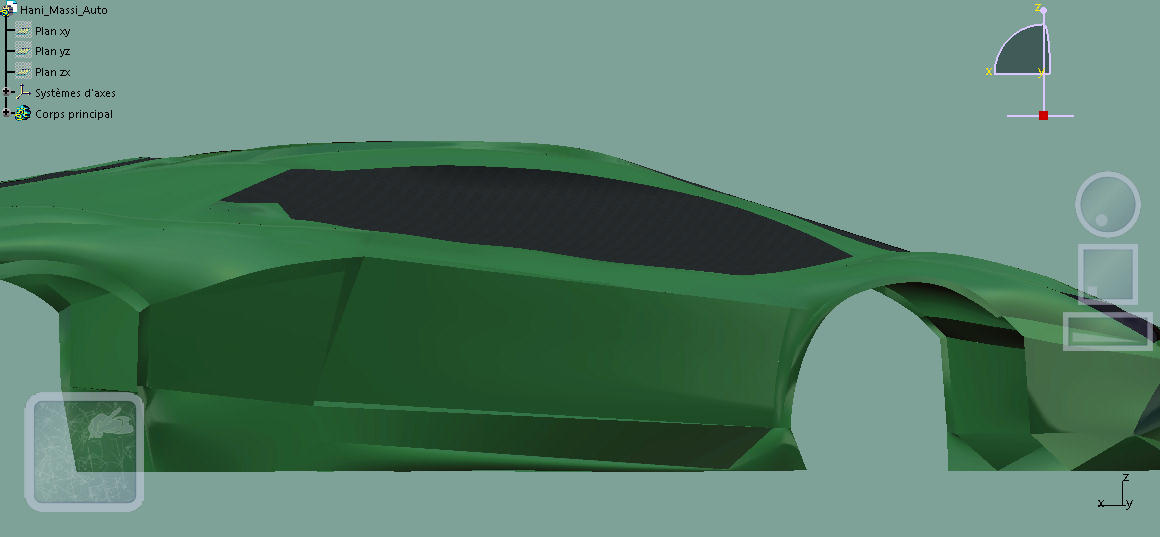 Hani_Massi_Auto
Plan xy
Plan yz
Plan zx
Systèmes d'axes
Corps principal
z
x
y
z
x
y